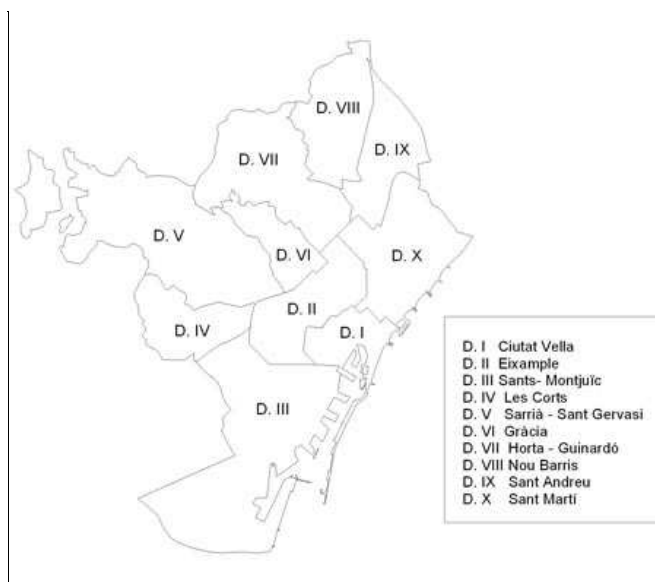 D. VIII
D. VII
D. IX
D. V
D. VI
D. X
D. II
D. IV
D. I
D. III
D. I Ciutat Vella
D. II Eixample
D. III Sants- Montjuïc
D. IV Les Corts
D. V Sarrià - Sant Gervasi
D. VI Gràcia
D. VII Horta - Guinardó
D. VIII Nou Barris
D. IX Sant Andreu
D. X Sant Martí